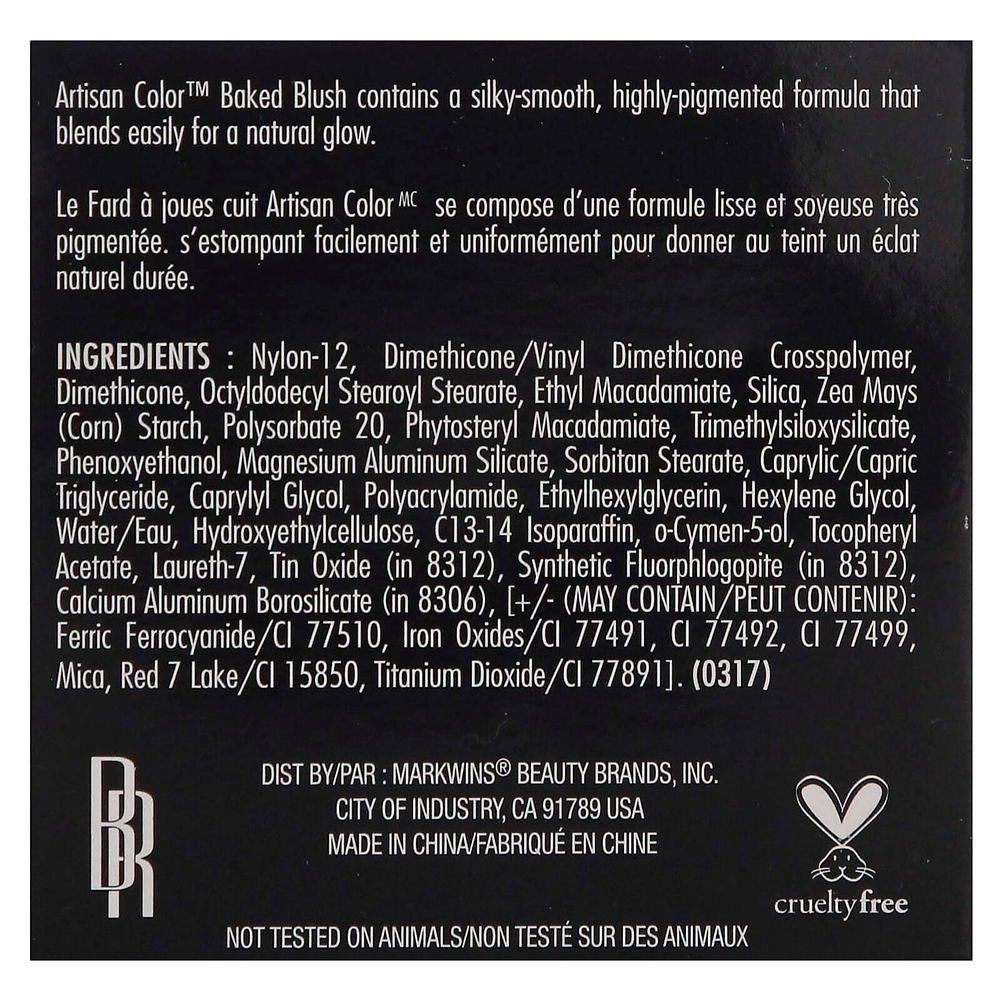 Artisan Color™ Baked Blush contains a silky-smooth, highly-pigmented formula that
blends easily for a natural glow.
Le Fard à joues cuit Artisan Color MC se compose d'une formule lisse et soyeuse très
pigmentée. s'estompant facilement et uniformément pour donner au teint un éclat
naturel durée.
INGREDIENTS : Nylon-12, Dimethicone/Vinyl Dimethicone Crosspolymer,
Dimethicone, Octyldodecyl Stearoyl Stearate, Ethyl Macadamiate, Silica, Zea Mays
(Corn) Starch, Polysorbate 20, Phytosteryl Macadamiate, Trimethylsiloxysilicate,
Phenoxyethanol, Magnesium Aluminum Silicate, Sorbitan Stearate, Caprylic/Capric
Triglyceride, Caprylyl Glycol, Polyacrylamide, Ethylhexylglycerin, Hexylene Glycol,
Water/Eau, Hydroxyethylcellulose, C13-14 Isoparaffin, o-Cymen-5-ol, Tocopheryl
Acetate, Laureth-7, Tin Oxide (in 8312), Synthetic Fluorphlogopite (in 8312),
Calcium Aluminum Borosilicate (in 8306), [+/- (MAY CONTAIN/PEUT CONTENIR):
Ferric Ferrocyanide/CI 77510, Iron Oxides/CI 77491, CI 77492, CI 77499,
Mica, Red 7 Lake/CI 15850, Titanium Dioxide/CI 77891]. (0317)
BR
DIST BY/PAR : MARKWINS® BEAUTY BRANDS, INC.
CITY OF INDUSTRY, CA 91789 USA
MADE IN CHINA/FABRIQUÉ EN CHINE
crueltyfree
NOT TESTED ON ANIMALS/NON TESTÉ SUR DES ANIMAUX